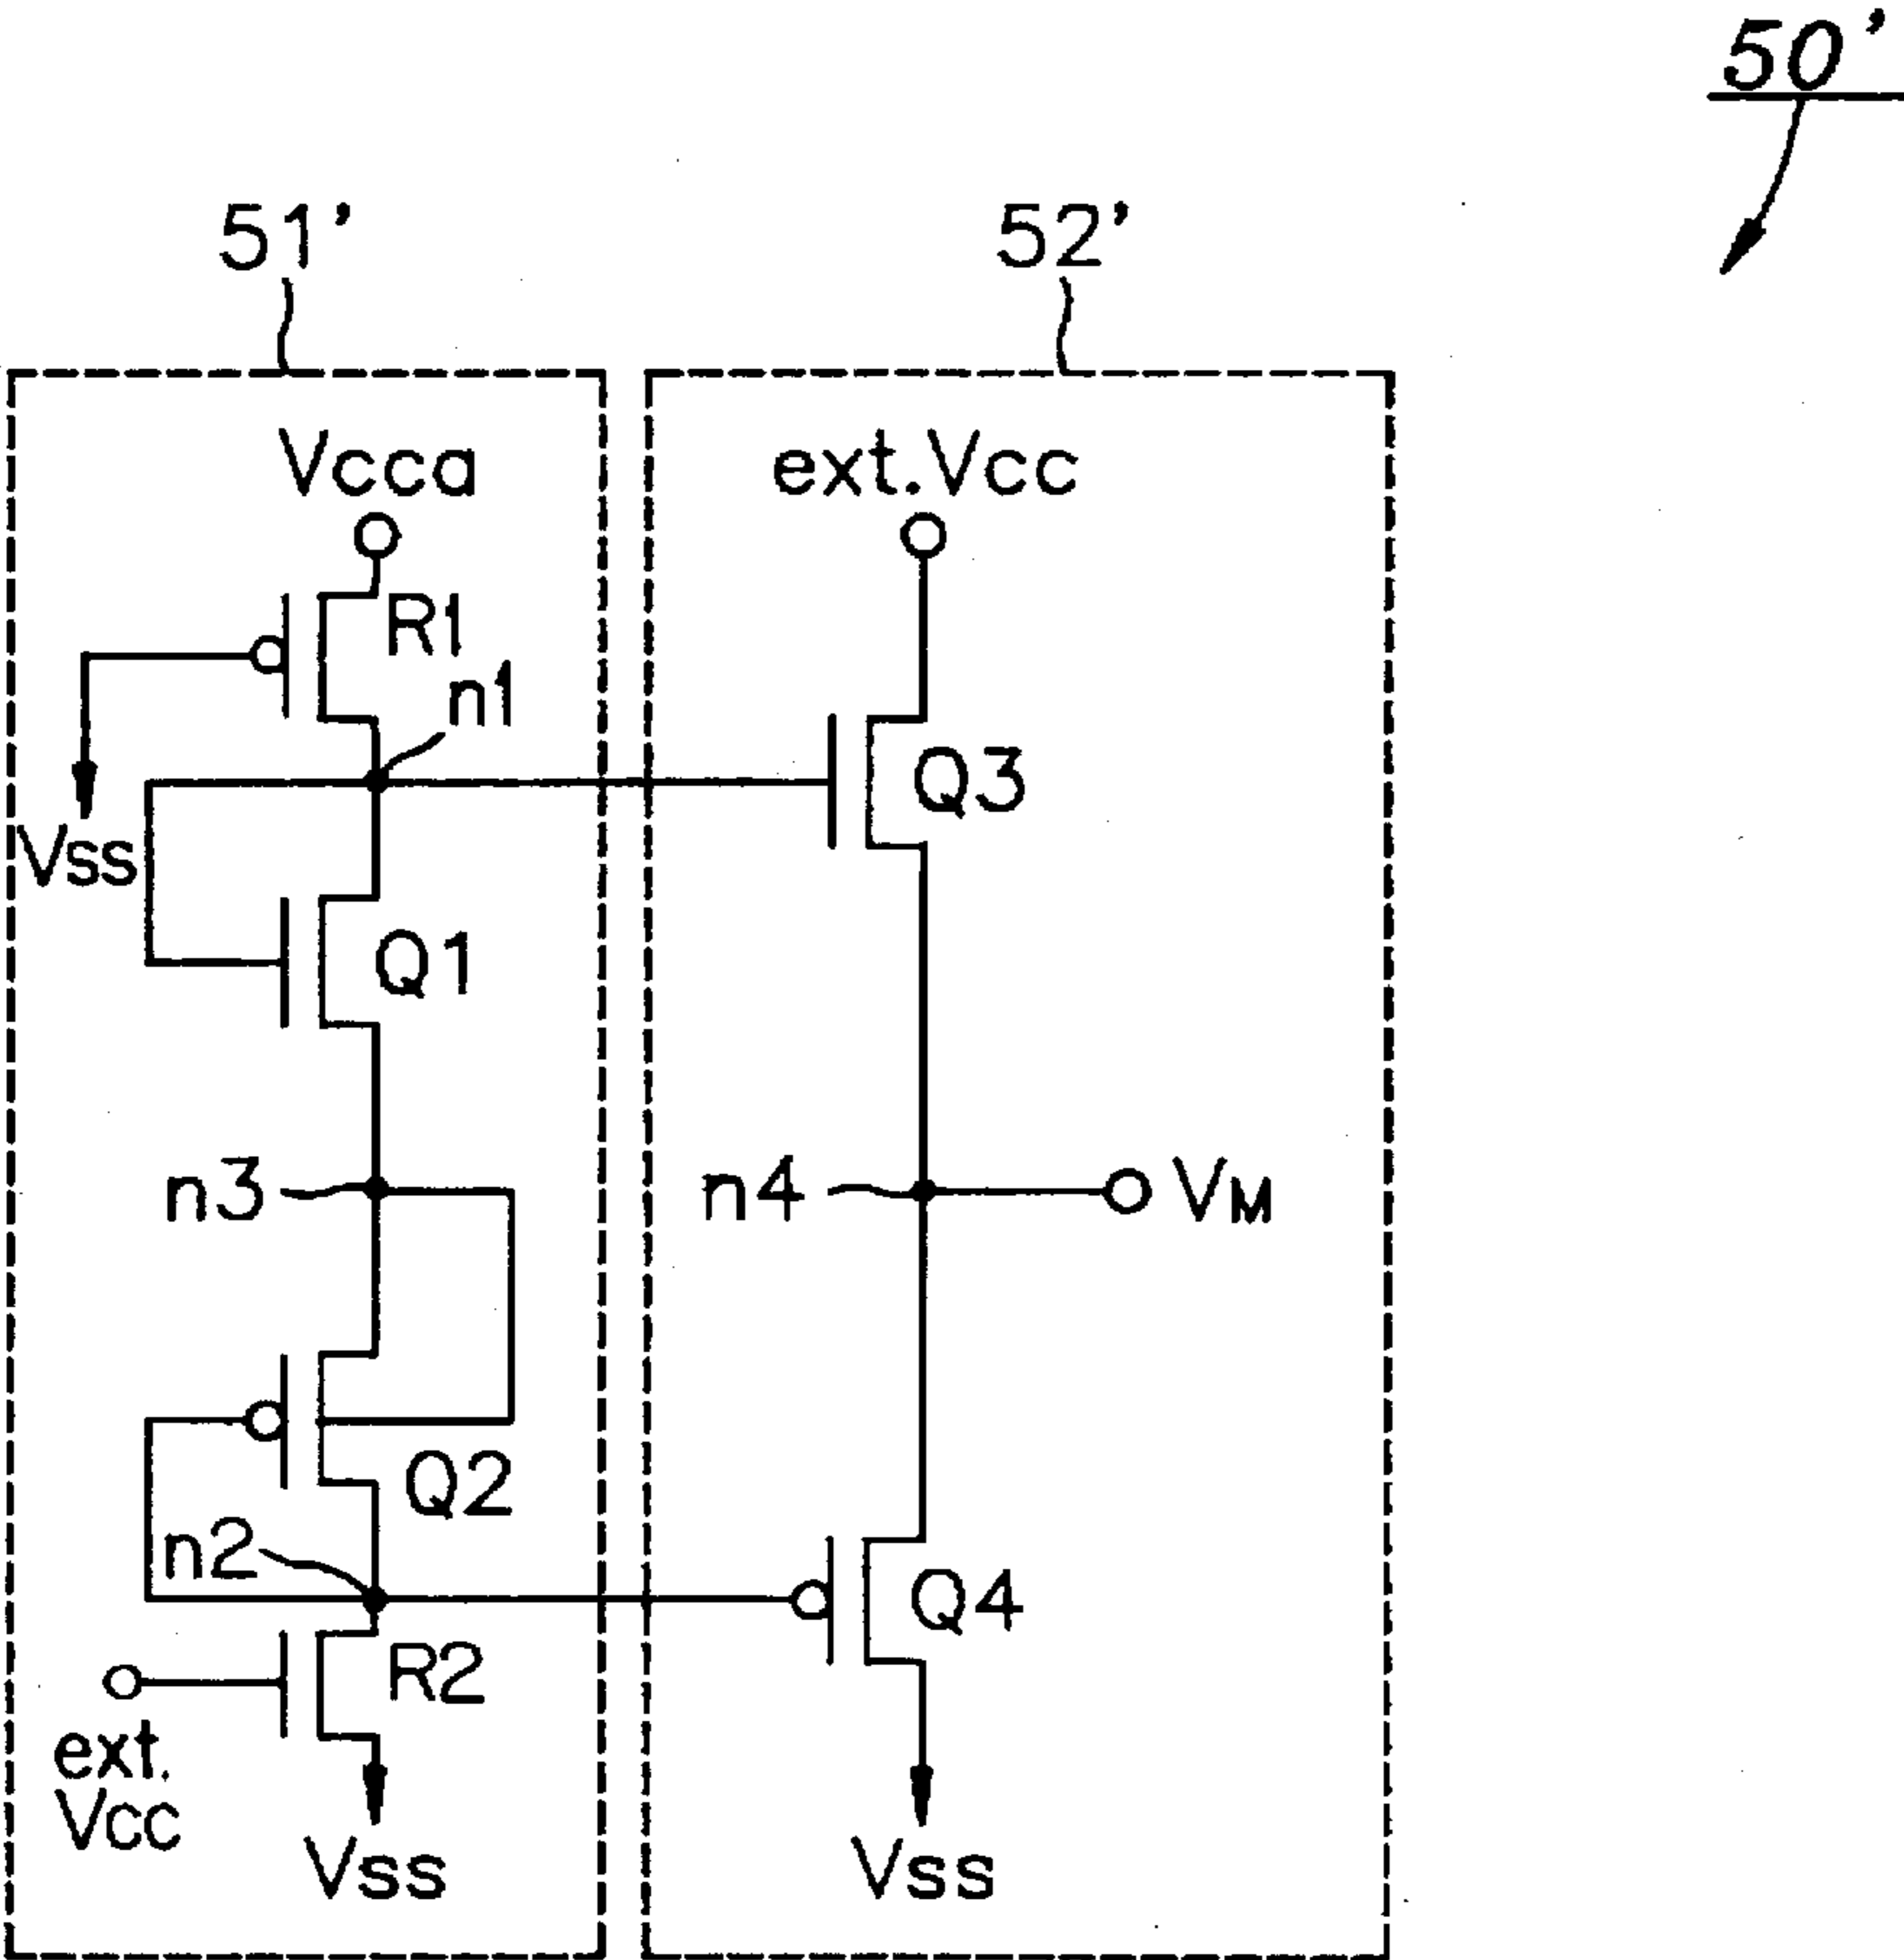 50'
51'
52'
Vcca
ext.Vcc
R1
n1
Q3
Vss
Q1
n3
n4
VM
Q2
n2
Q4
R2
ext.
Vcc
Vss
Vss